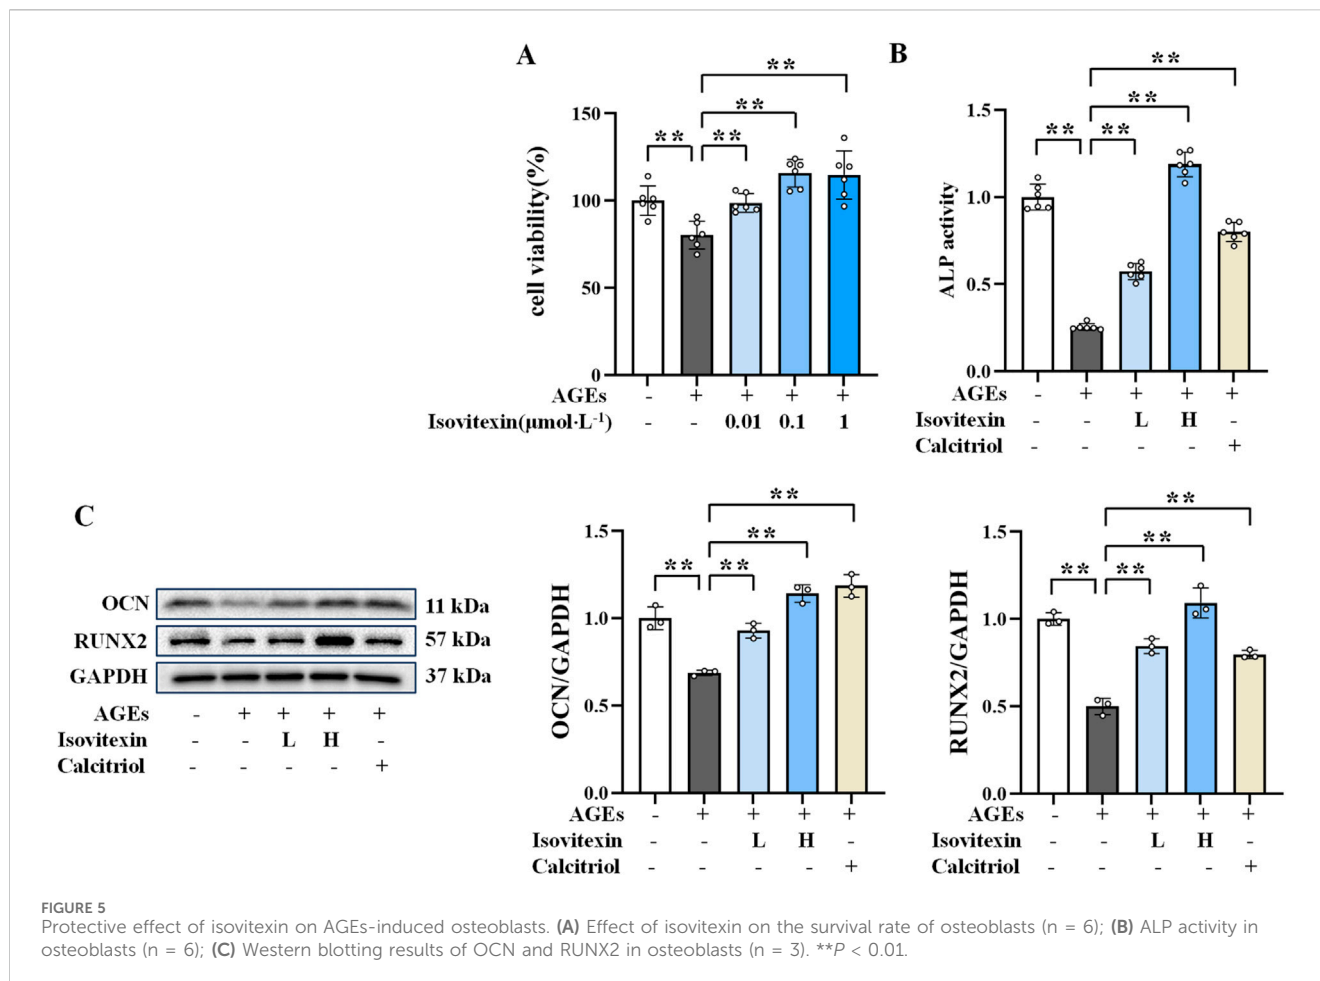 A
**
**
** **
150
100
50
0
cell viability(%)
AGEs - + + + +
Isovitexin(μmol·L⁻¹) - - 0.01 0.1 1
B
**
**
** **
1.5
1.0
0.5
0.0
ALP activity
AGEs - + + + +
Isovitexin - - L H -
Calcitriol - - - - +
C
OCN 11 kDa
RUNX2 57 kDa
GAPDH 37 kDa
AGEs - + + + +
Isovitexin - - L H -
Calcitriol - - - - +
**
**
** **
1.5
1.0
0.5
0.0
OCN/GAPDH
AGEs - + + + +
Isovitexin - - L H -
Calcitriol - - - - +
**
**
** **
1.5
1.0
0.5
0.0
RUNX2/GAPDH
AGEs - + + + +
Isovitexin - - L H -
Calcitriol - - - - +
FIGURE 5
Protective effect of isovitexin on AGEs-induced osteoblasts. (A) Effect of isovitexin on the survival rate of osteoblasts (n = 6); (B) ALP activity in
osteoblasts (n = 6); (C) Western blotting results of OCN and RUNX2 in osteoblasts (n = 3). **P < 0.01.